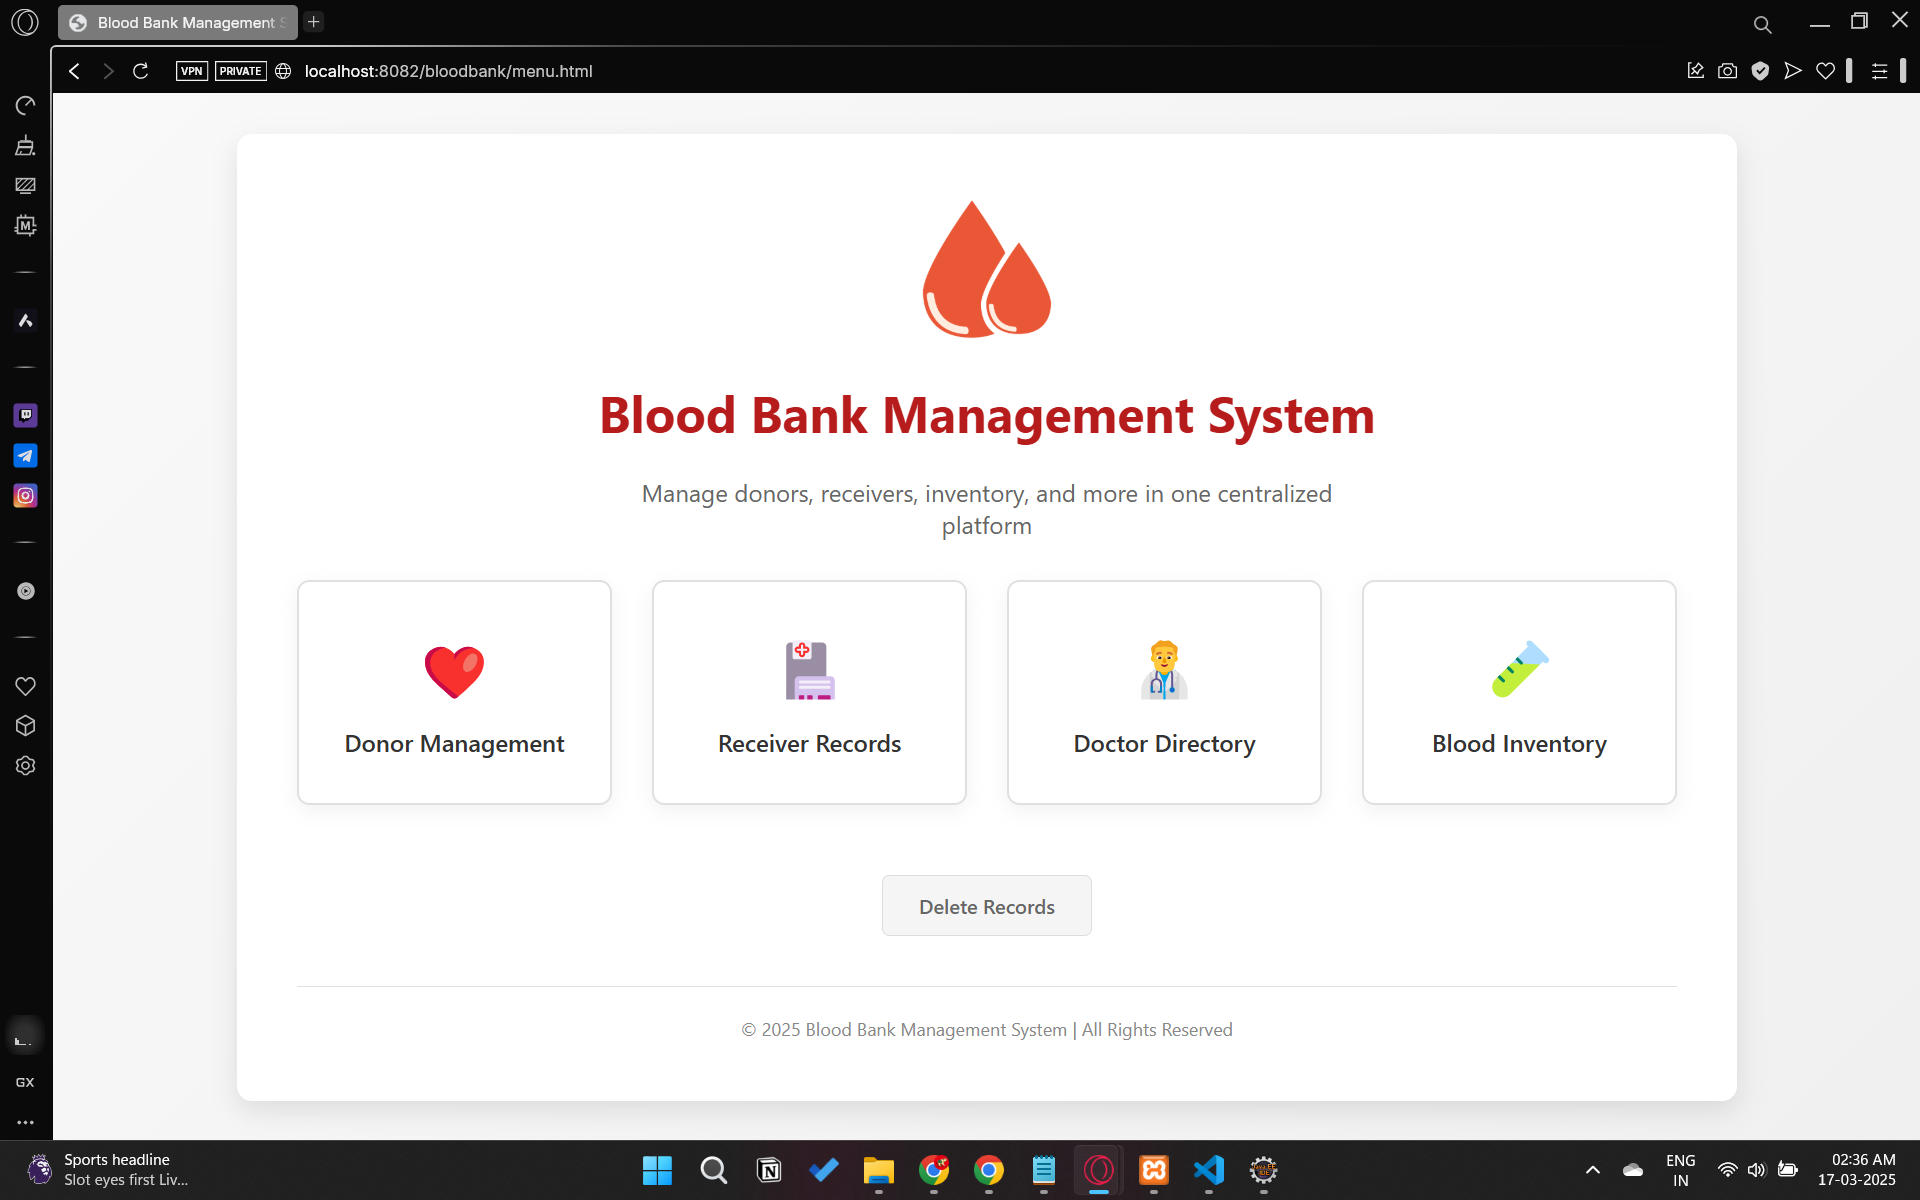 Blood Bank Management S
VPN
PRIVATE
localhost:8082/bloodbank/menu.html
M
Blood Bank Management System
Manage donors, receivers, inventory, and more in one centralized
platform
Donor Management
Receiver Records
Doctor Directory
Blood Inventory
Delete Records
© 2025 Blood Bank Management System | All Rights Reserved
GX
Sports headline
Slot eyes first Liv...
ENG
IN
02:36 AM
17-03-2025